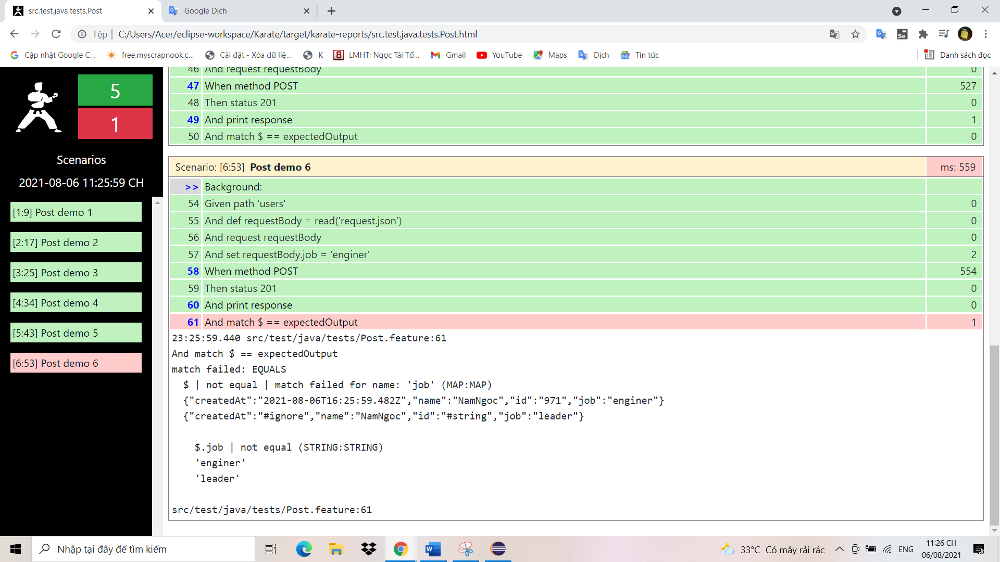 src.test.java.tests.Post
Google Dịch
Tệp
C:/Users/Acer/eclipse-workspace/Karate/target/karate-reports/src.test.java.tests.Post.html
Cập nhật Google C...
free.myscrapnook.c...
Cài đặt - Xóa dữ liệ...
K
LMHT: Ngọc Tái Tổ...
Gmail
YouTube
Maps
Dịch
Tin tức
Danh sách đọc
5
1
Scenarios
2021-08-06 11:25:59 CH
[1:9] Post demo 1
[2:17] Post demo 2
[3:25] Post demo 3
[4:34] Post demo 4
[5:43] Post demo 5
[6:53] Post demo 6
46 And request requestBody 0
47 When method POST 527
48 Then status 201 0
49 And print response 1
50 And match $ == expectedOutput 0
Scenario: [6:53] Post demo 6 ms: 559
>> Background:
54 Given path 'users' 0
55 And def requestBody = read('request.json') 0
56 And request requestBody 0
57 And set requestBody.job = 'enginer' 2
58 When method POST 554
59 Then status 201 0
60 And print response 0
61 And match $ == expectedOutput 1
23:25:59.440 src/test/java/tests/Post.feature:61
And match $ == expectedOutput
match failed: EQUALS
$ | not equal | match failed for name: 'job' (MAP:MAP)
{"createdAt":"2021-08-06T16:25:59.482Z","name":"NamNgoc","id":"971","job":"enginer"}
{"createdAt":"#ignore","name":"NamNgoc","id":"#string","job":"leader"}
$.job | not equal (STRING:STRING)
'enginer'
'leader'
src/test/java/tests/Post.feature:61
Nhập tại đây để tìm kiếm
33°C Có mây rải rác
ENG
11:26 CH
06/08/2021